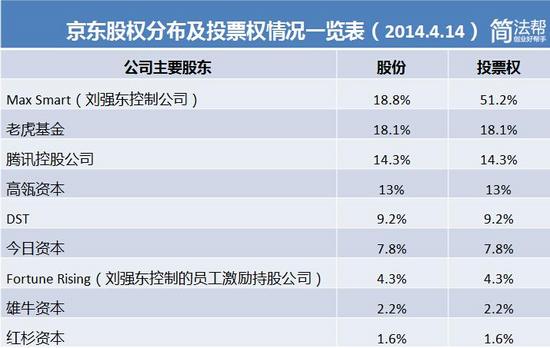 京东股权分布及投票权情况一览表（2014.4.14）
简法帮
创业好帮手
公司主要股东 股份 投票权
Max Smart（刘强东控制公司） 18.8% 51.2%
老虎基金 18.1% 18.1%
腾讯控股公司 14.3% 14.3%
高瓴资本 13% 13%
DST 9.2% 9.2%
今日资本 7.8% 7.8%
Fortune Rising（刘强东控制的员工激励持股公司） 4.3% 4.3%
雄牛资本 2.2% 2.2%
红杉资本 1.6% 1.6%